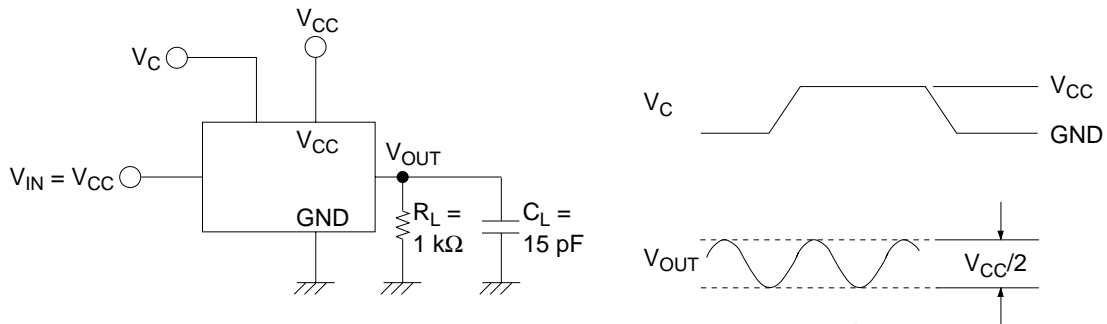 VCC
VC
VCC
VOUT
VIN = VCC
GND
RL =
1 kΩ
CL =
15 pF
VC
VCC
GND
VOUT
VCC/2